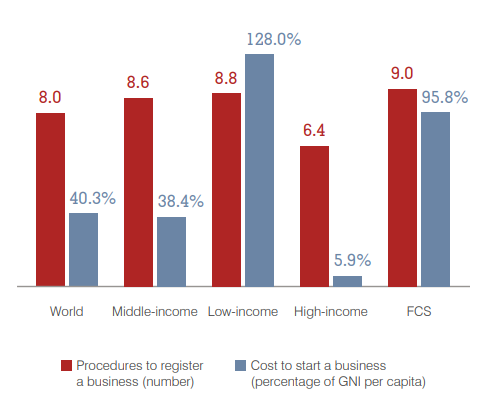 128.0%
8.0
8.6
8.8
9.0
95.8%
6.4
40.3%
38.4%
5.9%
World
Middle-income
Low-income
High-income
FCS
Procedures to register
a business (number)
Cost to start a business
(percentage of GNI per capita)